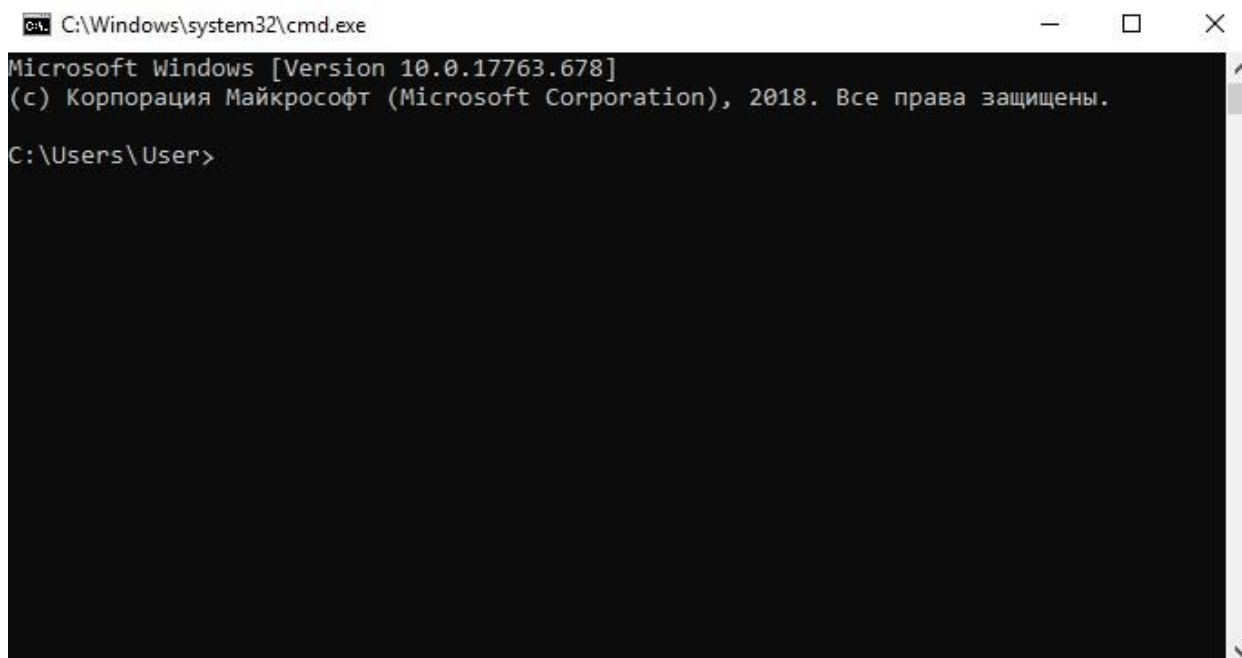 C:\Windows\system32\cmd.exe
Microsoft Windows [Version 10.0.17763.678]
(c) Корпорация Майкрософт (Microsoft Corporation), 2018. Все права защищены.
C:\Users\User>